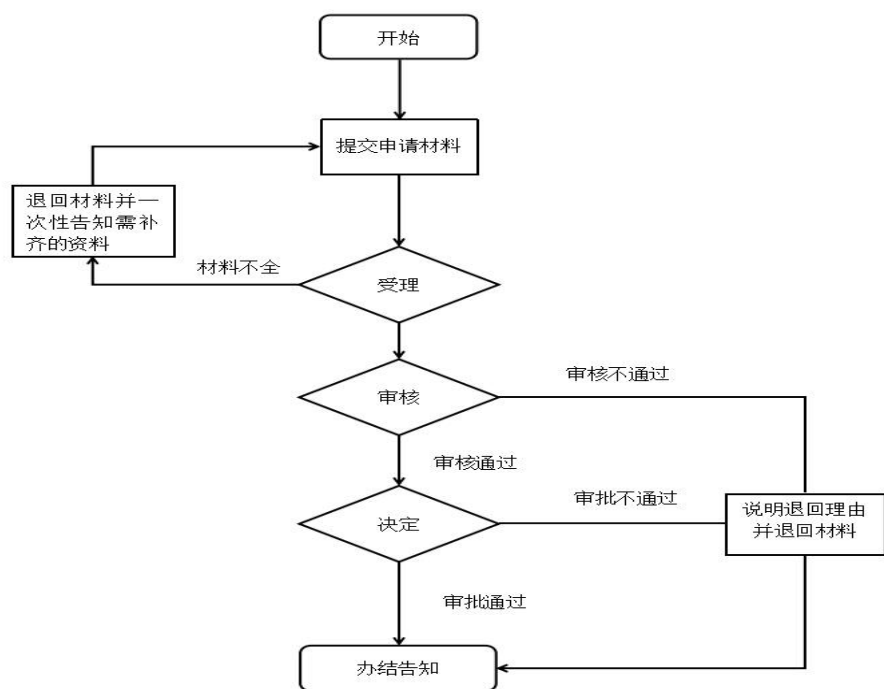 开始
提交申请材料
退回材料并一
次性告知需补
齐的资料
材料不全
受理
审核不通过
审核
审核通过
审批不通过
说明退回理由
并退回材料
决定
审批通过
办结告知